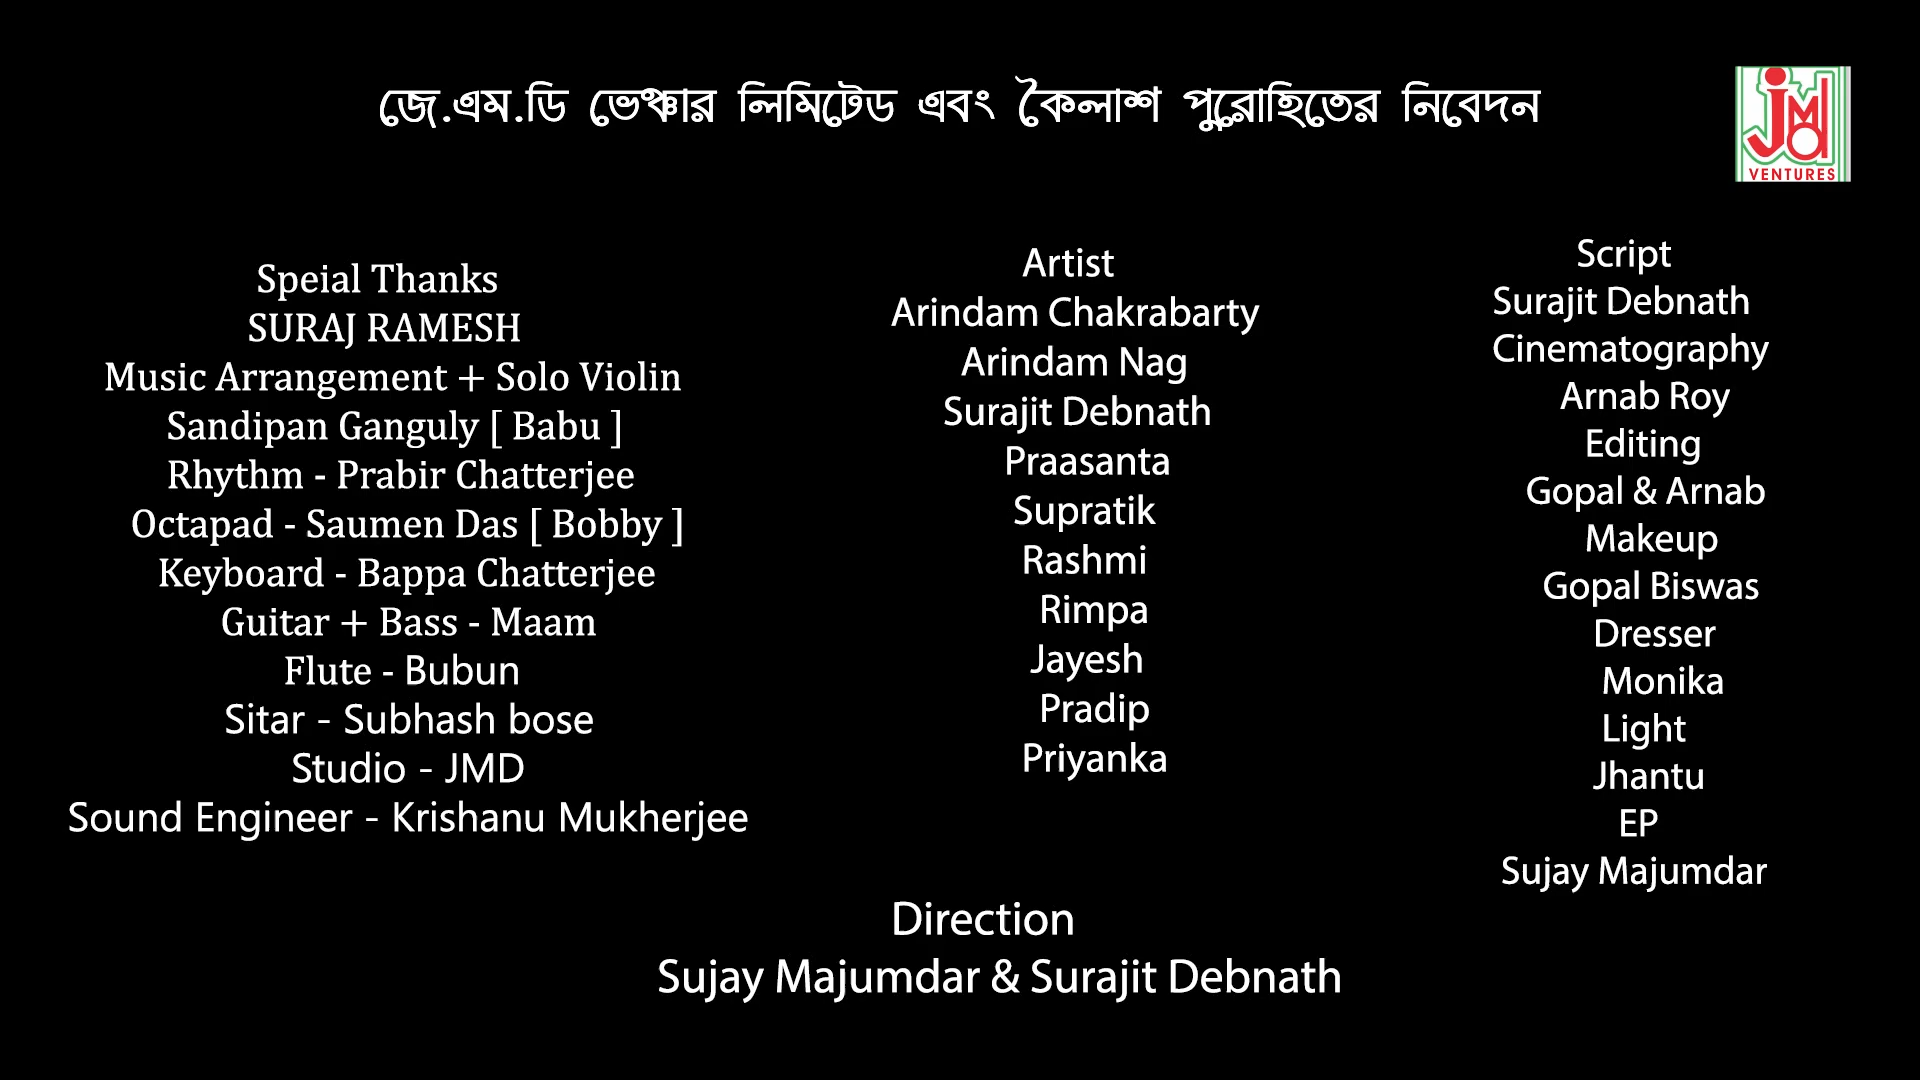 জে.এম.ডি ভেঞ্চার লিমিটেড এবং কৈলাশ পুরোহিতের নিবেদন
JMD
VENTURES
Speial Thanks
SURAJ RAMESH
Music Arrangement + Solo Violin
Sandipan Ganguly [ Babu ]
Rhythm - Prabir Chatterjee
Octapad - Saumen Das [ Bobby ]
Keyboard - Bappa Chatterjee
Guitar + Bass - Maam
Flute - Bubun
Sitar - Subhash bose
Studio - JMD
Sound Engineer - Krishanu Mukherjee
Artist
Arindam Chakrabarty
Arindam Nag
Surajit Debnath
Praasanta
Supratik
Rashmi
Rimpa
Jayesh
Pradip
Priyanka
Script
Surajit Debnath
Cinematography
Arnab Roy
Editing
Gopal & Arnab
Makeup
Gopal Biswas
Dresser
Monika
Light
Jhantu
EP
Sujay Majumdar
Direction
Sujay Majumdar & Surajit Debnath